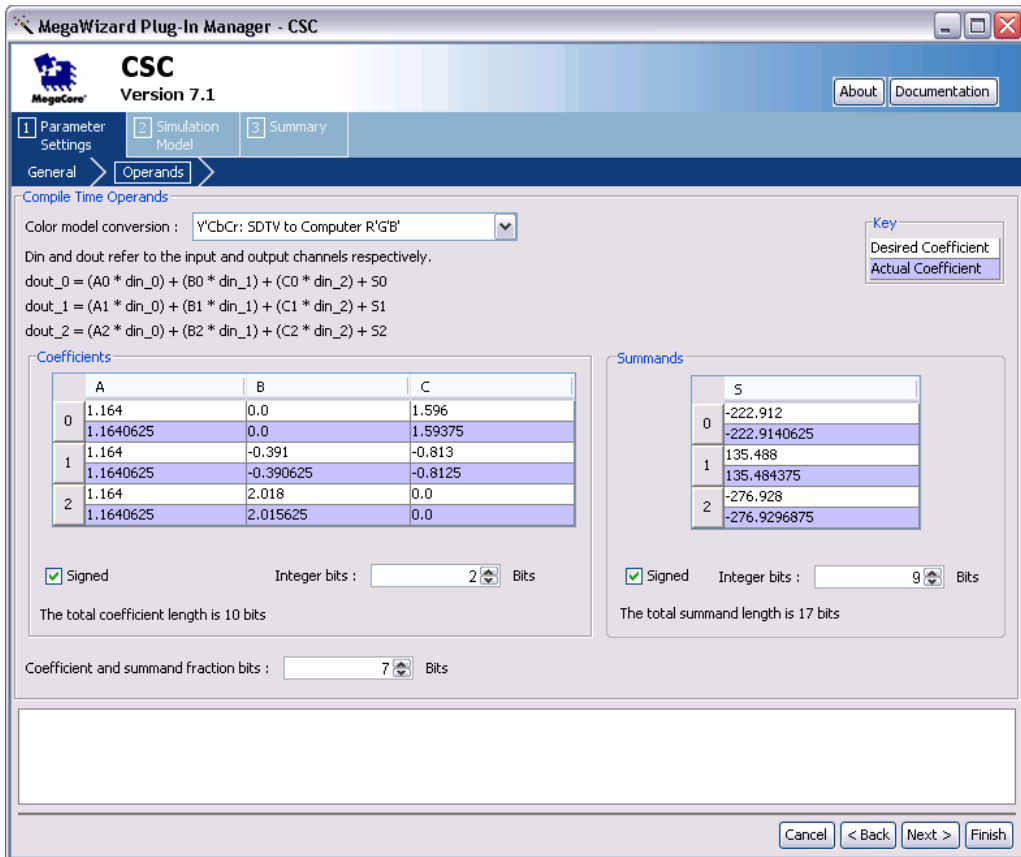 MegaWizard Plug-In Manager - CSC
MegaCore®
CSC
Version 7.1
About
Documentation
1 Parameter Settings
2 Simulation Model
3 Summary
General
Operands
Compile Time Operands
Color model conversion : Y'CbCr: SDTV to Computer R'G'B'
Key
Desired Coefficient
Actual Coefficient
Din and dout refer to the input and output channels respectively.
dout_0 = (A0 * din_0) + (B0 * din_1) + (C0 * din_2) + S0
dout_1 = (A1 * din_0) + (B1 * din_1) + (C1 * din_2) + S1
dout_2 = (A2 * din_0) + (B2 * din_1) + (C2 * din_2) + S2
Coefficients
A B C
0
1.164 0.0 1.596
1.1640625 0.0 1.59375
1
1.164 -0.391 -0.813
1.1640625 -0.390625 -0.8125
2
1.164 2.018 0.0
1.1640625 2.015625 0.0
Signed
Integer bits : 2 Bits
The total coefficient length is 10 bits
Summands
S
0
-222.912
-222.9140625
1
135.488
135.484375
2
-276.928
-276.9296875
Signed
Integer bits : 9 Bits
The total summand length is 17 bits
Coefficient and summand fraction bits : 7 Bits
Cancel
< Back
Next >
Finish